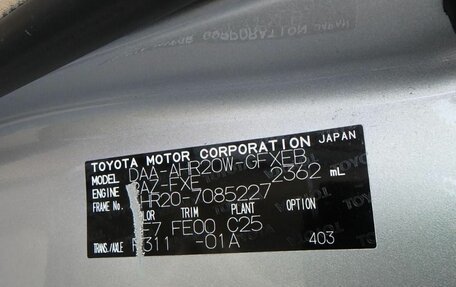 TOYOTA MOTOR CORPORATION JAPAN
MODEL DAA-AHR20W-GFXEB
ENGINE 2AZ-FXE 2362 mL
FRAME No. AHR20-7085227
COLOR TRIM PLANT OPTION
1E7 FE00 C25
TRANS./AXLE P311 -01A 403